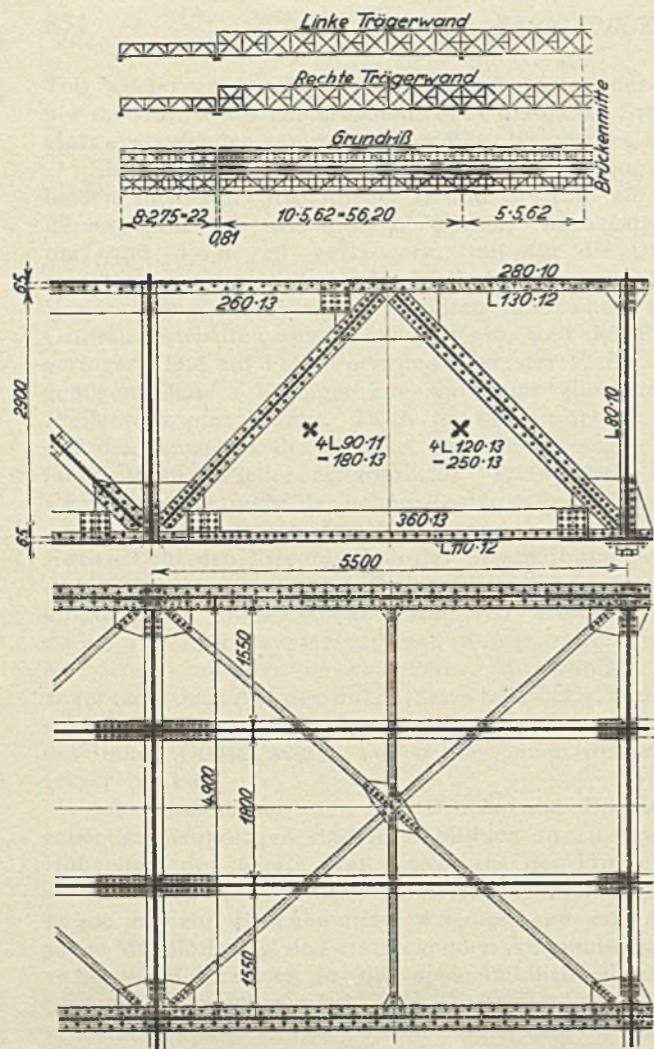 Linke Trägerwand
Rechte Trägerwand
Grundriß
Brückenmitte
8·2,75=22
10·5,62=56,20
5·5,62
0,81
280·10
260·13
L130·12
65
2900
L80·10
4L90·11
-180·13
4L120·13
-250·13
360·13
65
L110·12
5500
1550
4900
1800
1550